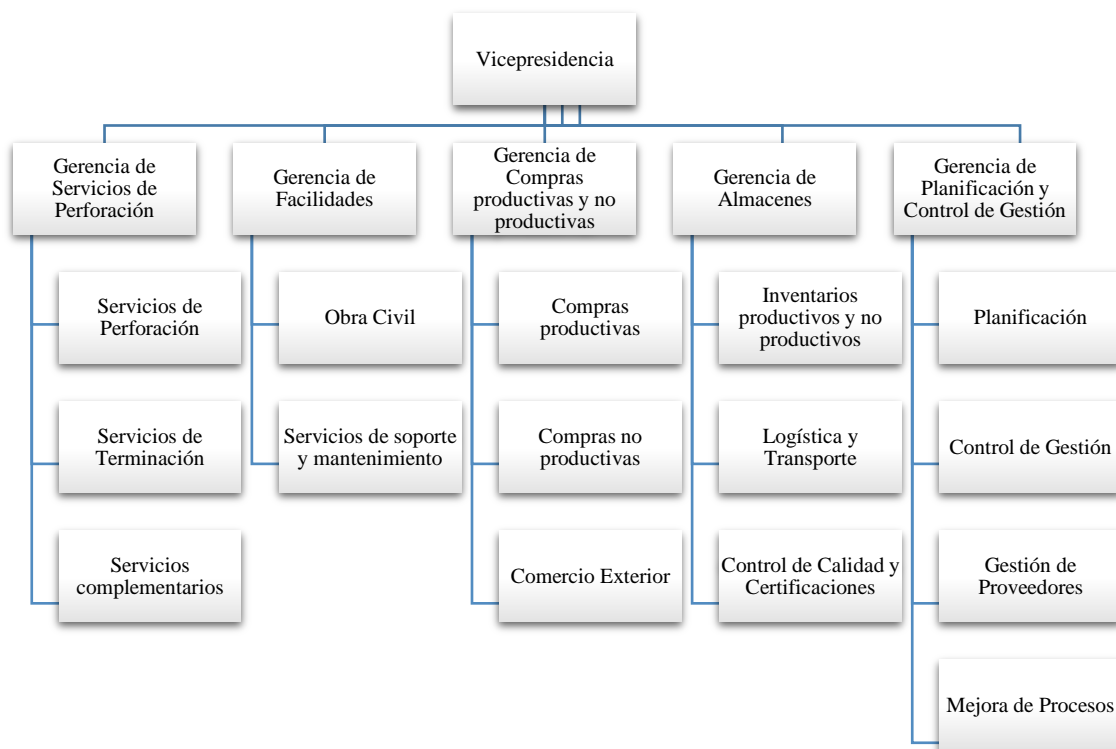 Vicepresidencia
Gerencia de
Servicios de
Perforación
Gerencia de
Facilidades
Gerencia de
Compras
productivas y no
productivas
Gerencia de
Almacenes
Gerencia de
Planificación y
Control de Gestión
Servicios de
Perforación
Obra Civil
Compras
productivas
Inventarios
productivos y no
productivos
Planificación
Servicios de
Terminación
Servicios de soporte
y mantenimiento
Compras no
productivas
Logística y
Transporte
Control de Gestión
Servicios
complementarios
Comercio Exterior
Control de Calidad y
Certificaciones
Gestión de
Proveedores
Mejora de Procesos